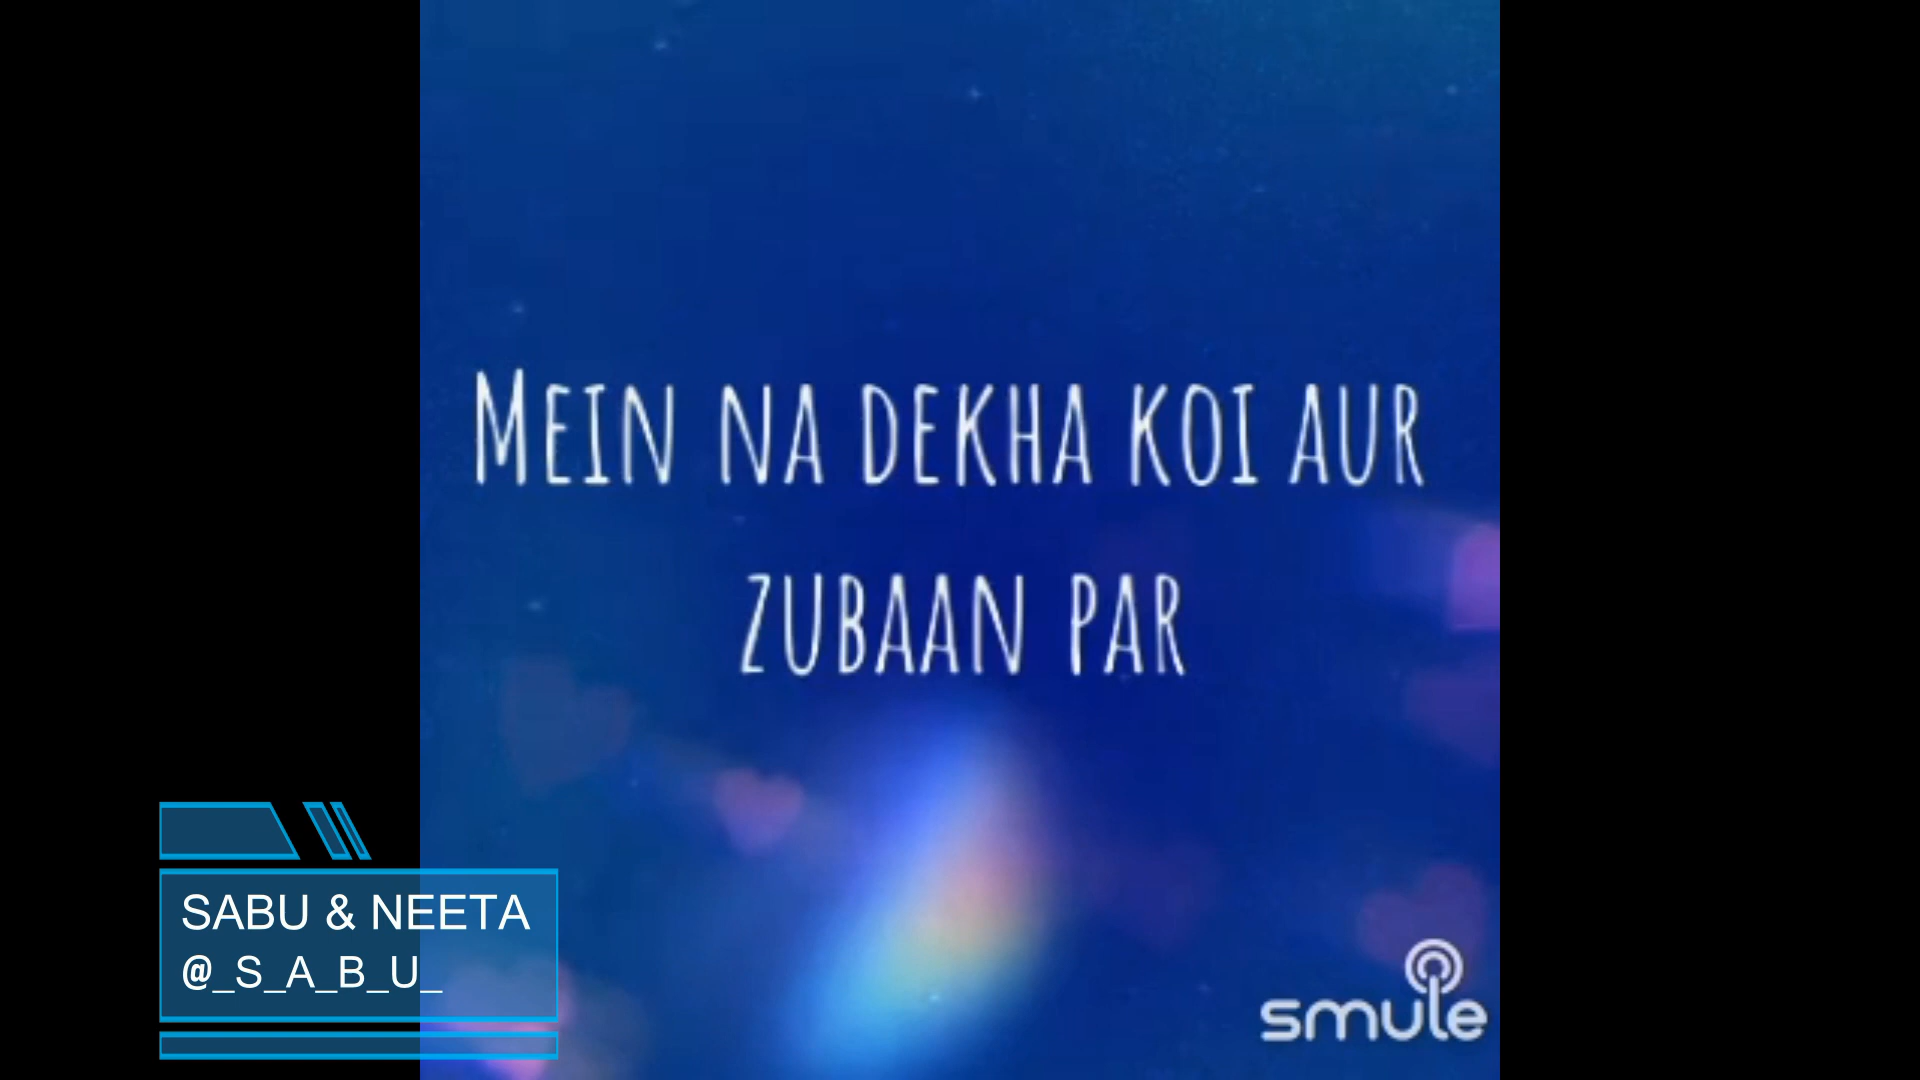 MEIN NA DEKHA KOI AUR
ZUBAAN PAR
SABU & NEETA
@_S_A_B_U_
smule